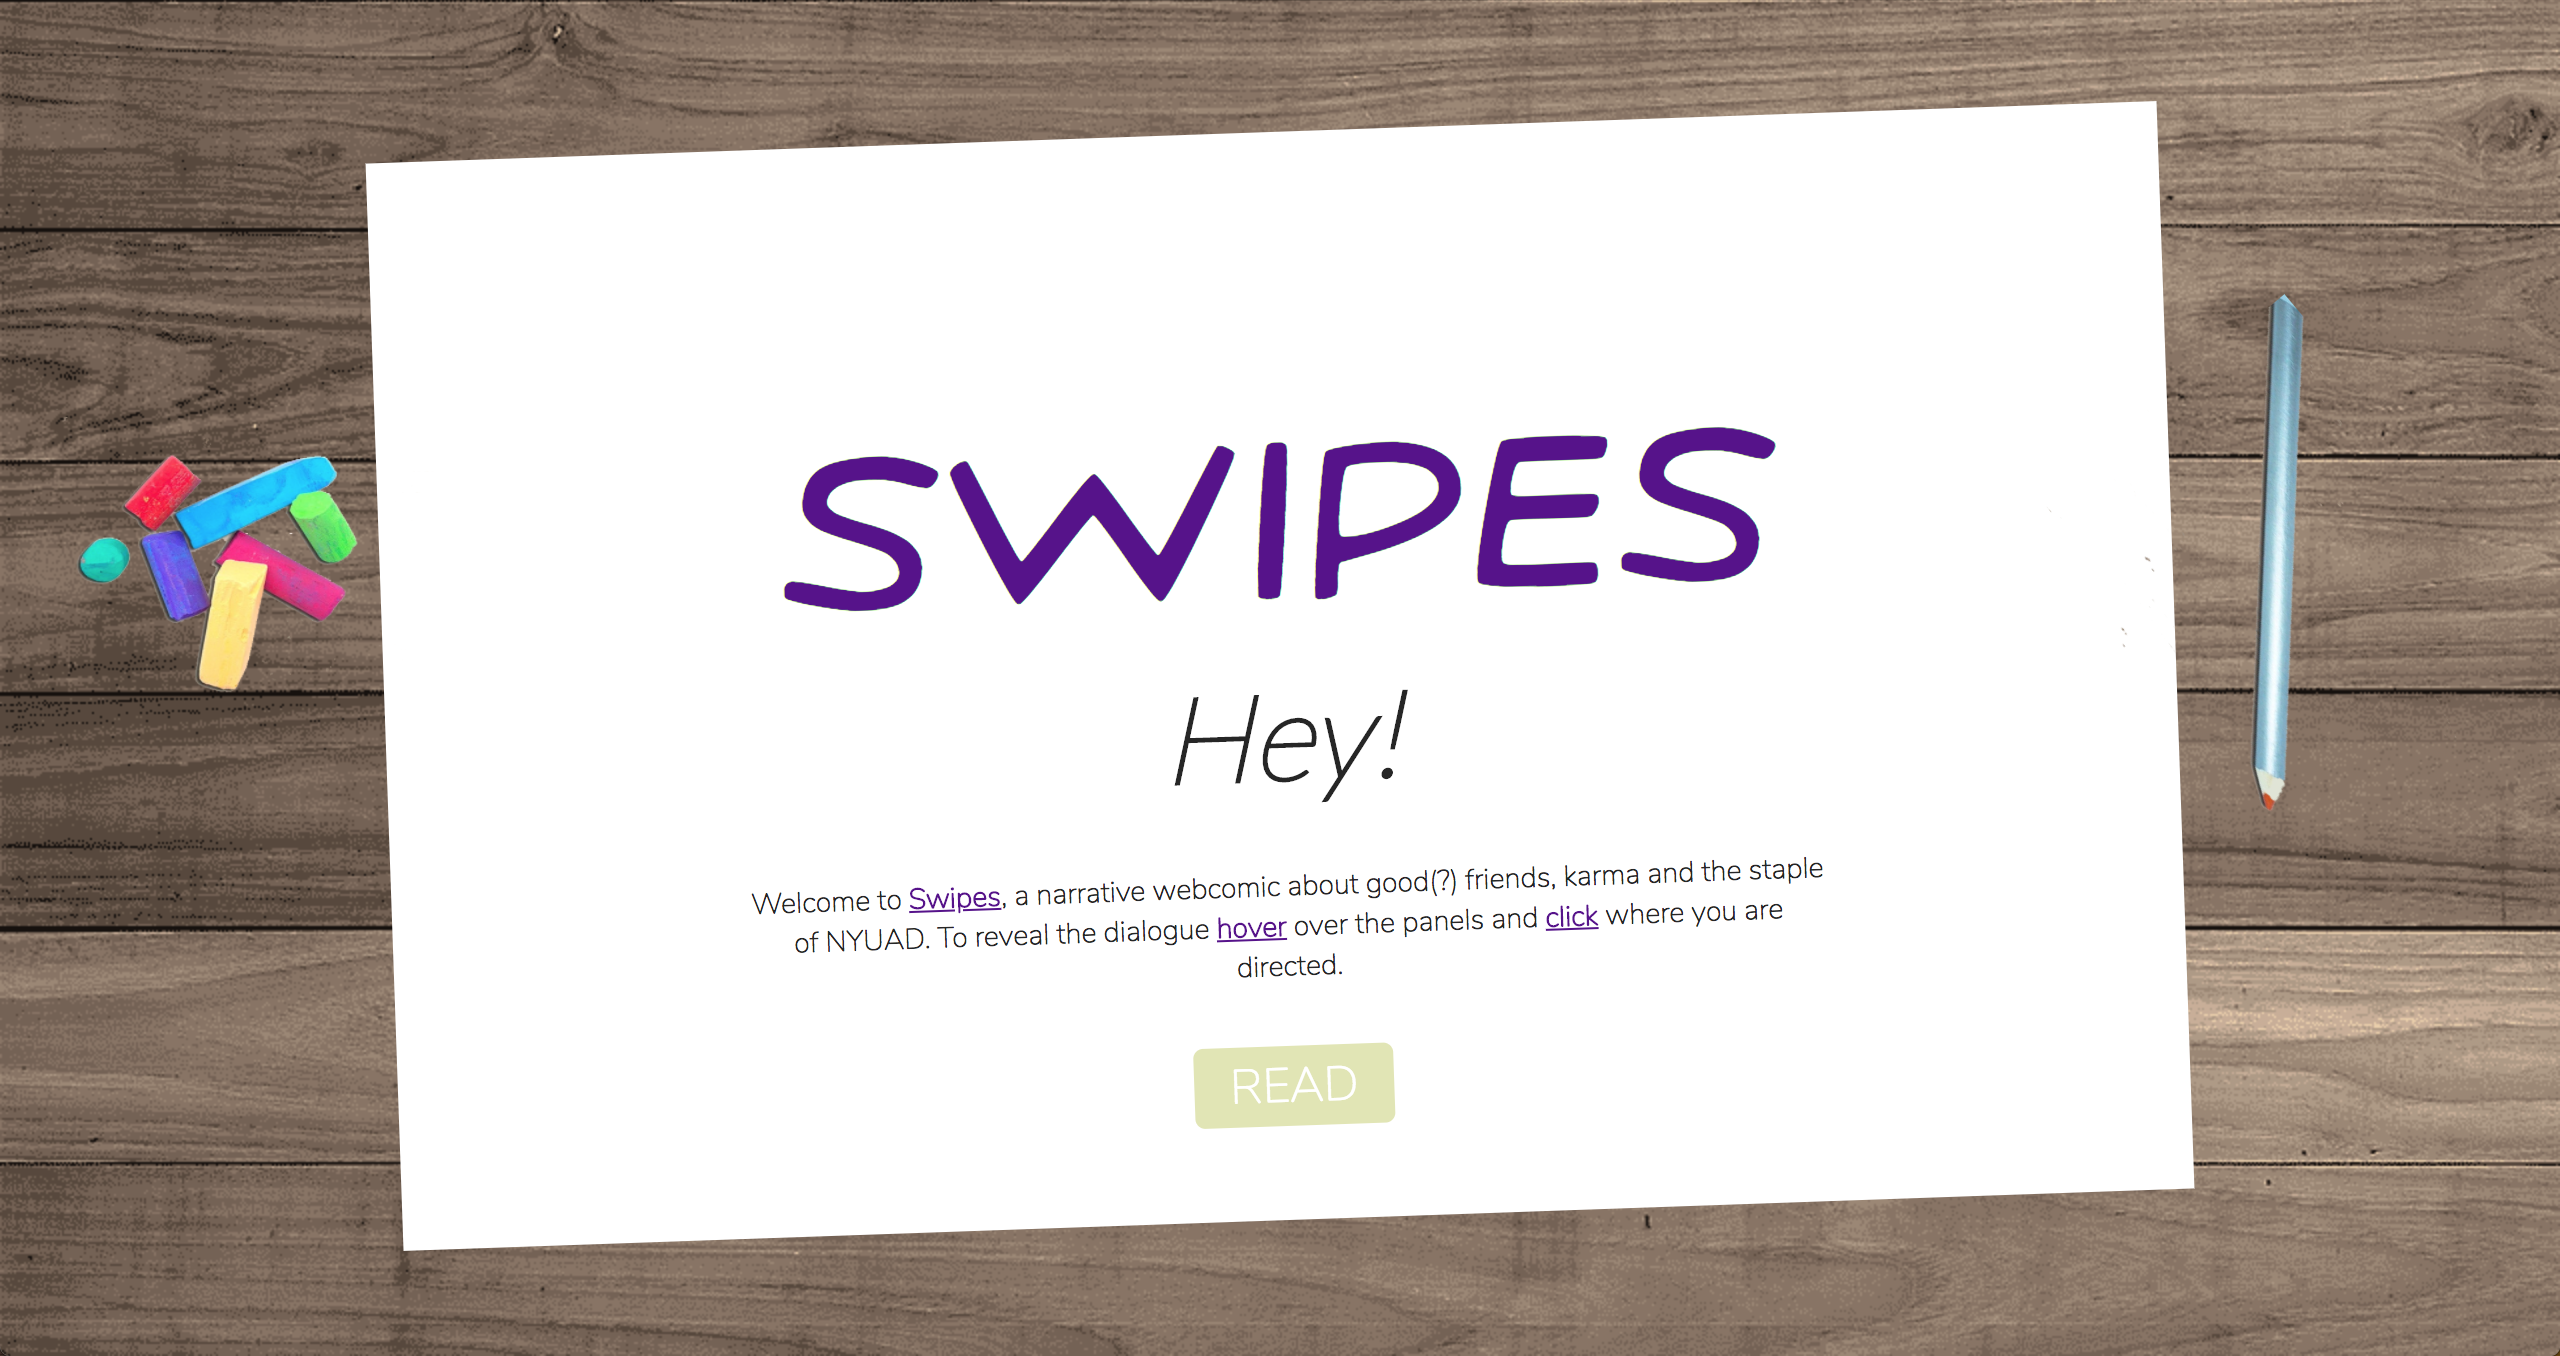 SWIPES
Hey!
Welcome to Swipes, a narrative webcomic about good(?) friends, karma and the staple
of NYUAD. To reveal the dialogue hover over the panels and click where you are
directed.
READ